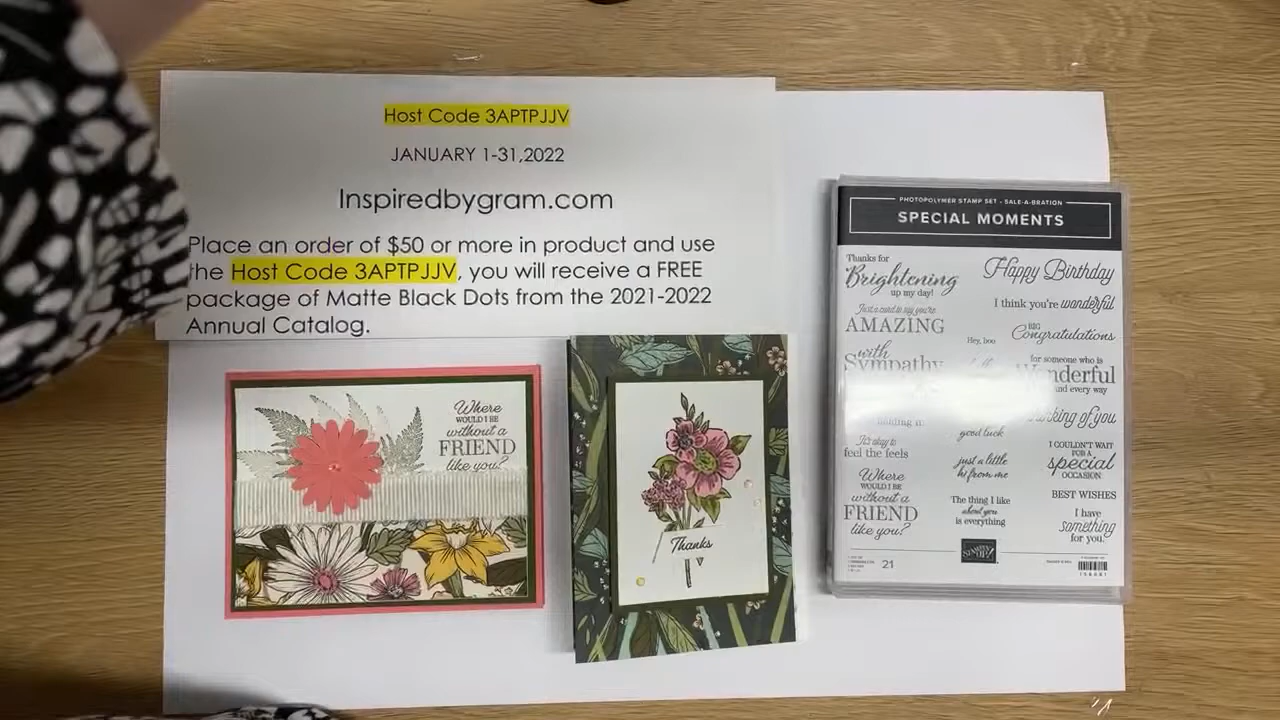 Host Code 3APTPJJV
JANUARY 1-31,2022
Inspiredbygram.com
Place an order of $50 or more in product and use
the Host Code 3APTPJJV, you will receive a FREE
package of Matte Black Dots from the 2021-2022
Annual Catalog.
Where
WOULD I BE
without a
FRIEND
like you?
Thanks
PHOTOPOLYMER STAMP SET • SALE-A-BRATION
SPECIAL MOMENTS
Thanks for
Brightening
up my day!
Just a card to say you're
AMAZING
with
Sympathy
It's okay to
feel the feels
Where
WOULD I BE
without a
FRIEND
like you?
Hey, boo
good luck
just a little
hi from me
The thing I like
about you
is everything
Happy Birthday
I think you're wonderful
BIG
Congratulations
for someone who is
Wonderful
and every way
thinking of you
I COULDN'T WAIT
FOR A
special
OCCASION
BEST WISHES
I have
something
for you.
STAMPIN' UP!
21